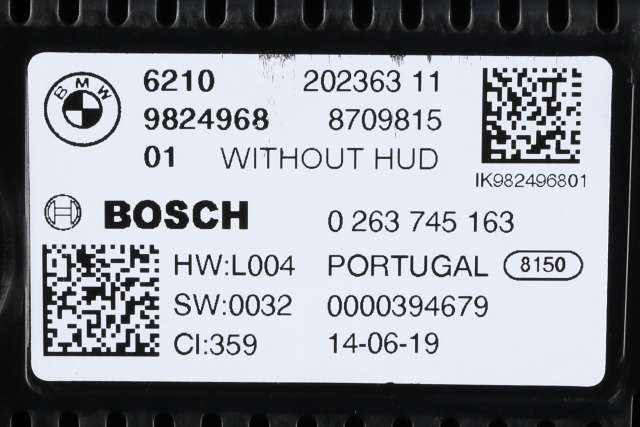 BMW
6210 202363 11
9824968 8709815
01 WITHOUT HUD
IK982496801
BOSCH 0 263 745 163
HW:L004 PORTUGAL 8150
SW:0032 0000394679
CI:359 14-06-19